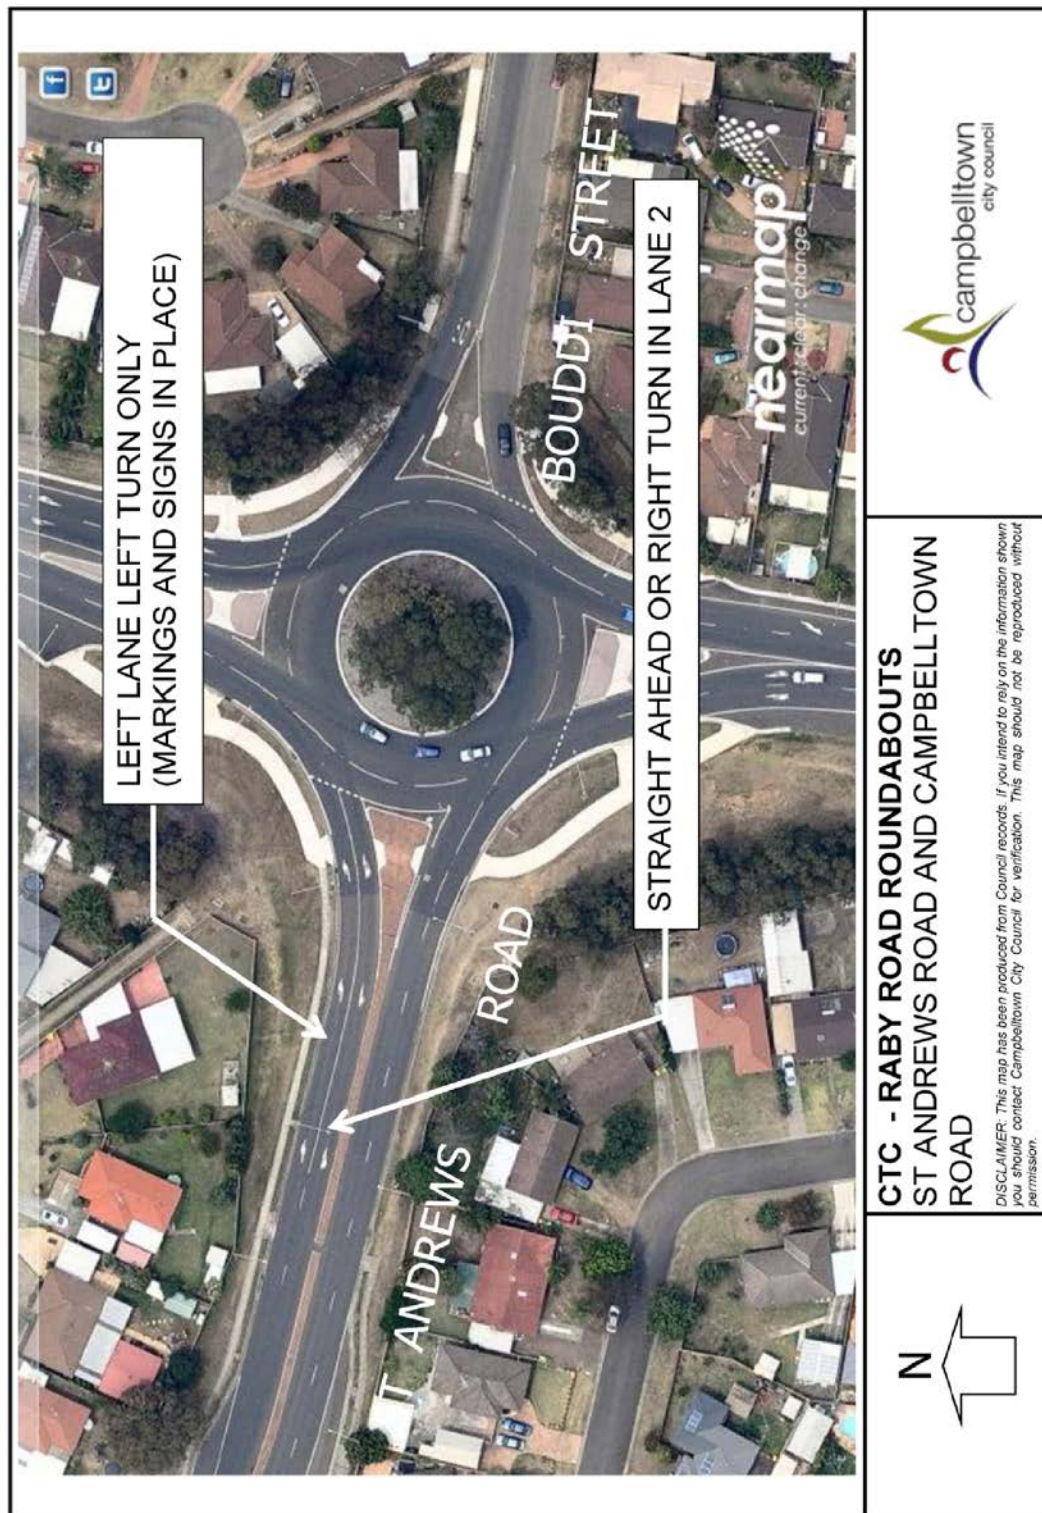 LEFT LANE LEFT TURN ONLY
(MARKINGS AND SIGNS IN PLACE)
BOUDDI STREET
T ANDREWS ROAD
STRAIGHT AHEAD OR RIGHT TURN IN LANE 2
nearmap
current clear change
N
CTC - RABY ROAD ROUNDABOUTS
ST ANDREWS ROAD AND CAMPBELLTOWN
ROAD
DISCLAIMER: This map has been produced from Council records. If you intend to rely on the information shown
you should contact Campbelltown City Council for verification. This map should not be reproduced without
permission.
campbelltown
city council